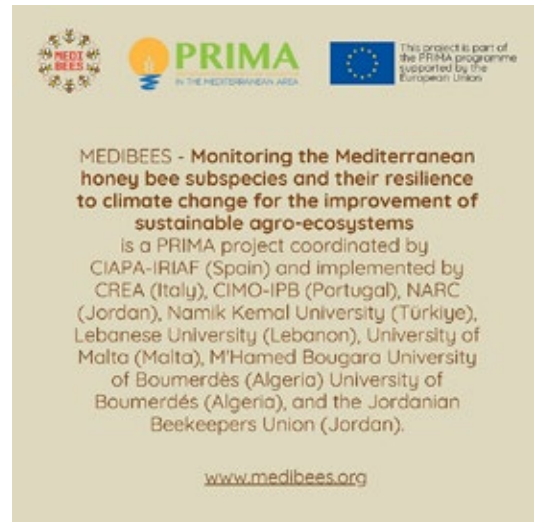 MEDI
BEES
PRIMA
IN THE MEDITERRANEAN AREA
This project is part of
the PRIMA programme
supported by the
European Union
MEDIBEES - Monitoring the Mediterranean
honey bee subspecies and their resilience
to climate change for the improvement of
sustainable agro-ecosystems
is a PRIMA project coordinated by
CIAPA-IRIAF (Spain) and implemented by
CREA (Italy), CIMO-IPB (Portugal), NARC
(Jordan), Namik Kemal University (Türkiye),
Lebanese University (Lebanon), University of
Malta (Malta), M'Hamed Bougara University
of Boumerdès (Algeria) University of
Boumerdés (Algeria), and the Jordanian
Beekeepers Union (Jordan).
www.medibees.org